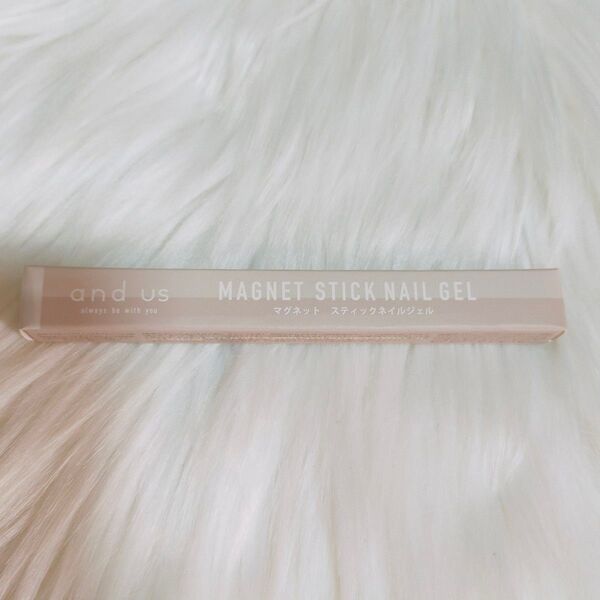 and us
always be with you
MAGNET STICK NAIL GEL
マグネット スティックネイルジェル